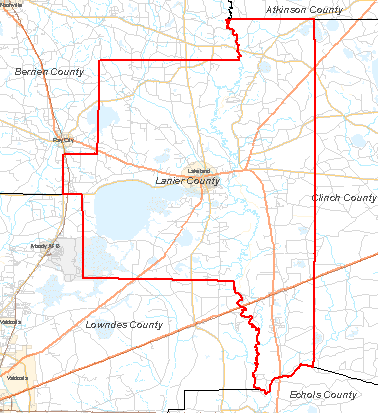 Nashville
Atkinson County
Berrien County
Ray City
Lakeland
Lanier County
Clinch County
Moody AFB
Lowndes County
Valdosta
Valdosta
Echols County